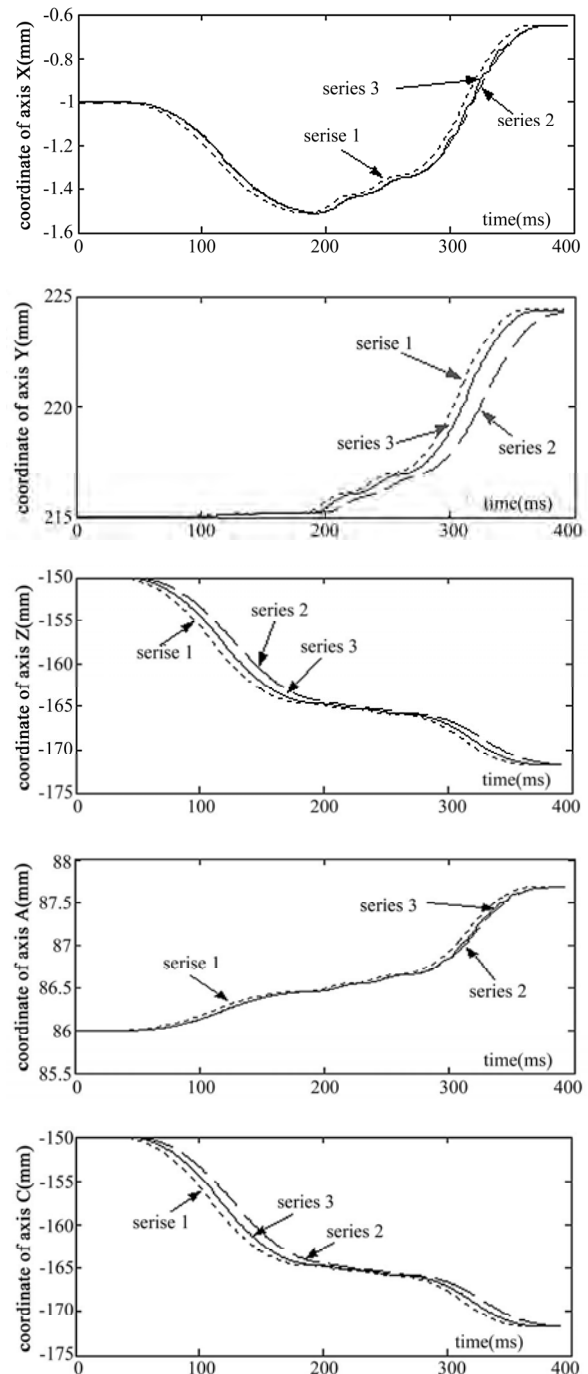 coordinate of axis X(mm)
-0.6
-0.8
-1
-1.2
-1.4
-1.6
series 3
series 2
serise 1
time(ms)
0
100
200
300
400
coordinate of axis Y(mm)
225
220
215
serise 1
series 3
series 2
time(ms)
0
100
200
300
400
coordinate of axis Z(mm)
-150
-155
-160
-165
-170
-175
series 2
serise 1
series 3
time(ms)
0
100
200
300
400
coordinate of axis A(mm)
88
87.5
87
86.5
86
85.5
series 3
serise 1
series 2
time(ms)
0
100
200
300
400
coordinate of axis C(mm)
-150
-155
-160
-165
-170
-175
serise 1
series 3
series 2
time(ms)
0
100
200
300
400